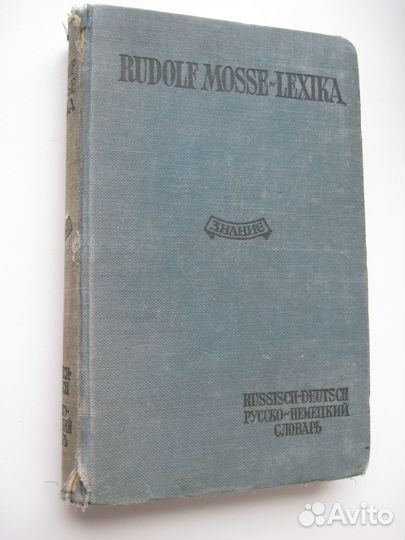 RUDOLF MOSSE-LEXIKA
ЗНАНИЕ
RUSSISCH-DEUTSCH
РУССКО-НЕМЕЦКИЙ
СЛОВАРЬ
Avito